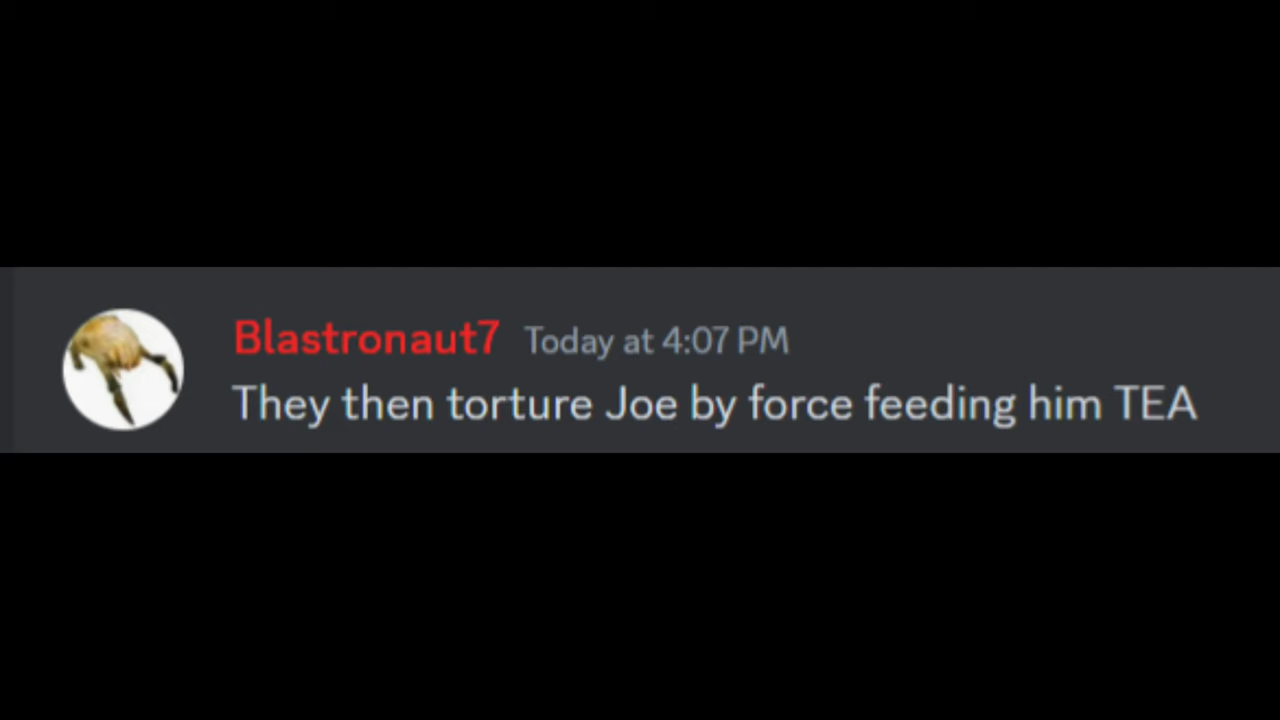 Blastronaut7 Today at 4:07 PM
They then torture Joe by force feeding him TEA